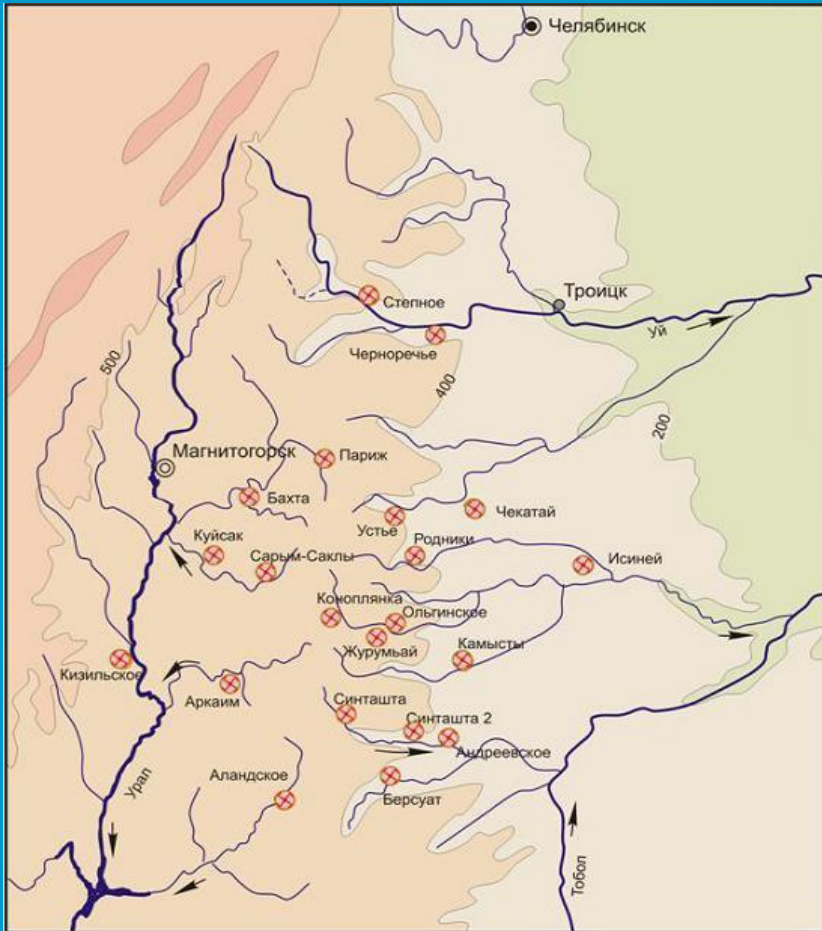 Челябинск
Степное
Троицк
Уй
Черноречье
500
400
200
Магнитогорск
Париж
Бахта
Чекатай
Устье
Куйсак
Родники
Сарым-Саклы
Исиней
Коноплянка
Ольгинское
Журумбай
Камысты
Кизильское
Аркаим
Синташта
Синташта 2
Андреевское
Урал
Аландское
Берсуат
Тобол